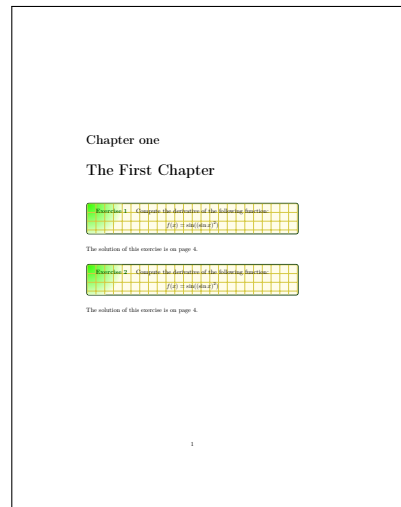 Chapter one
The First Chapter
Exercise 1 Compute the derivative of the following function:
f(x) = sin((sin x)²)
The solution of this exercise is on page 4.
Exercise 2 Compute the derivative of the following function:
f(x) = sin((sin x)²)
The solution of this exercise is on page 4.
1